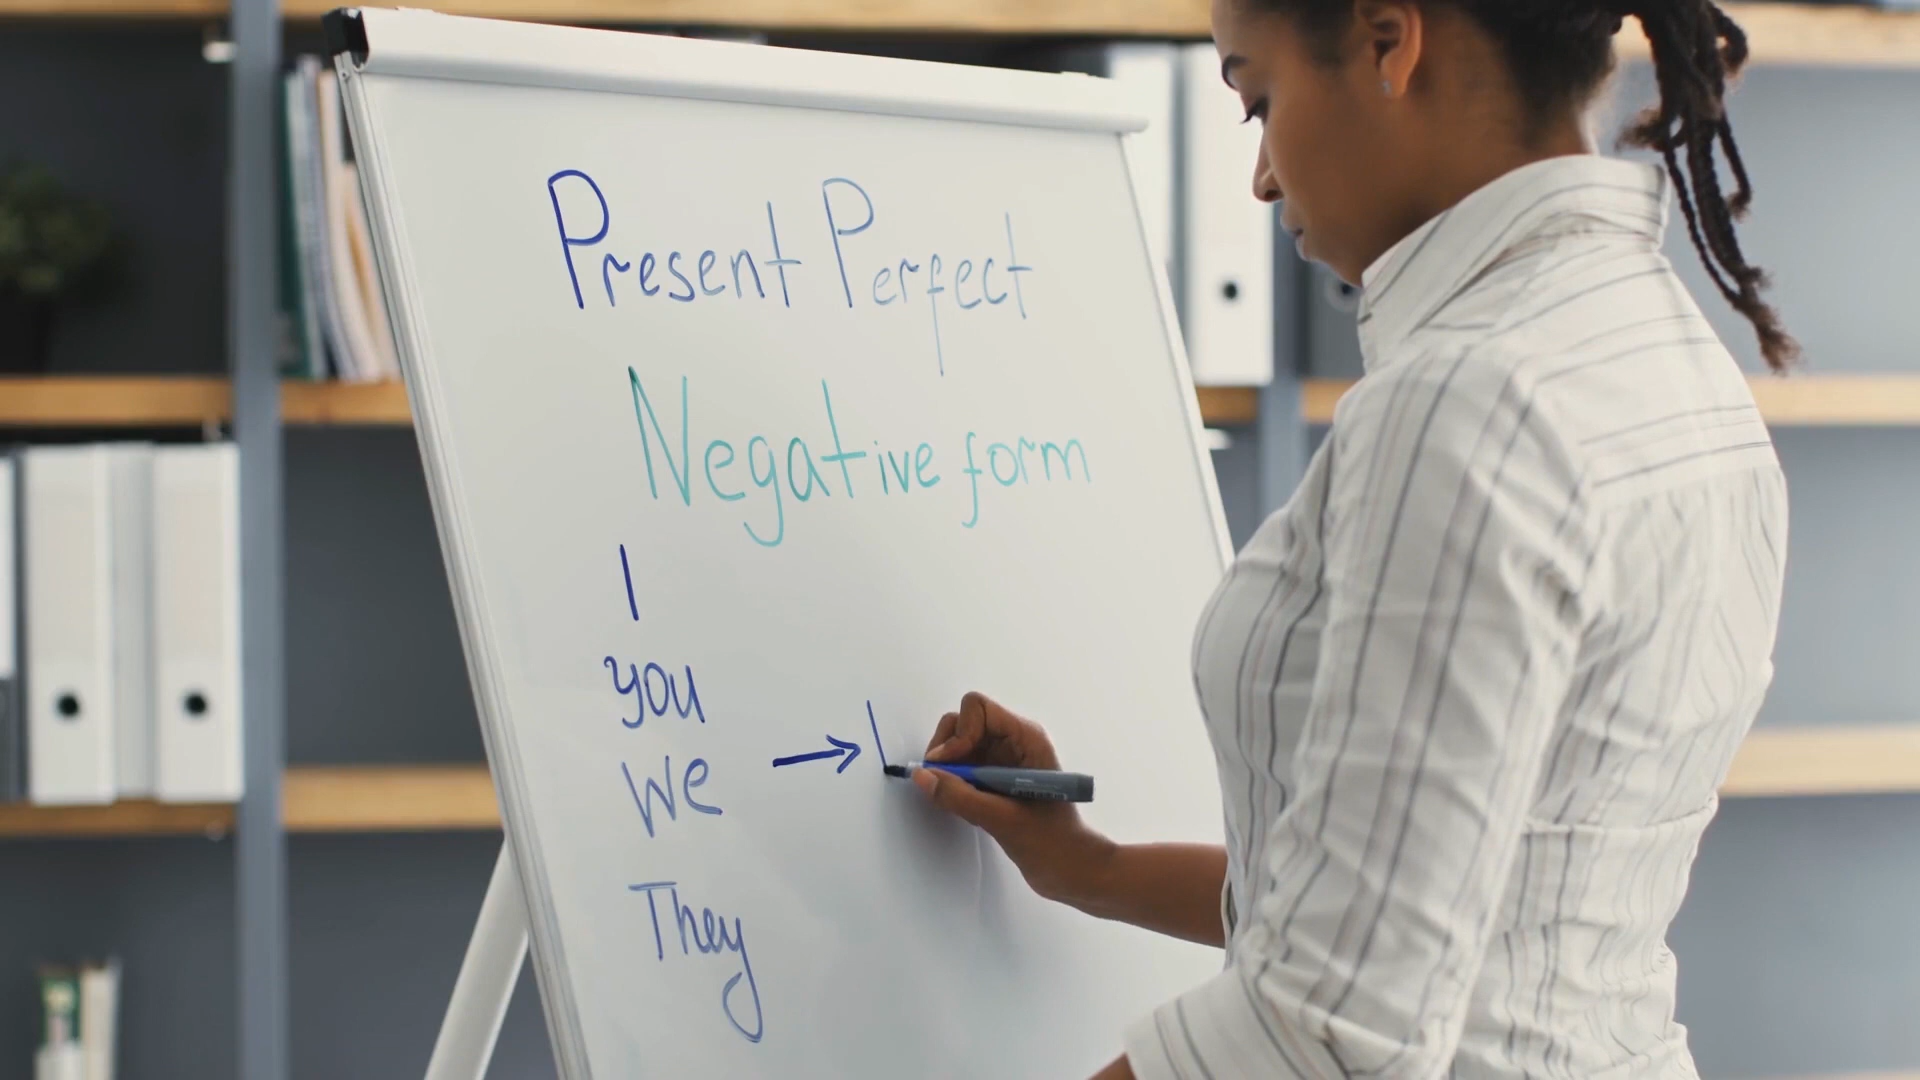 Present Perfect
Negative form
I
you
We →
They